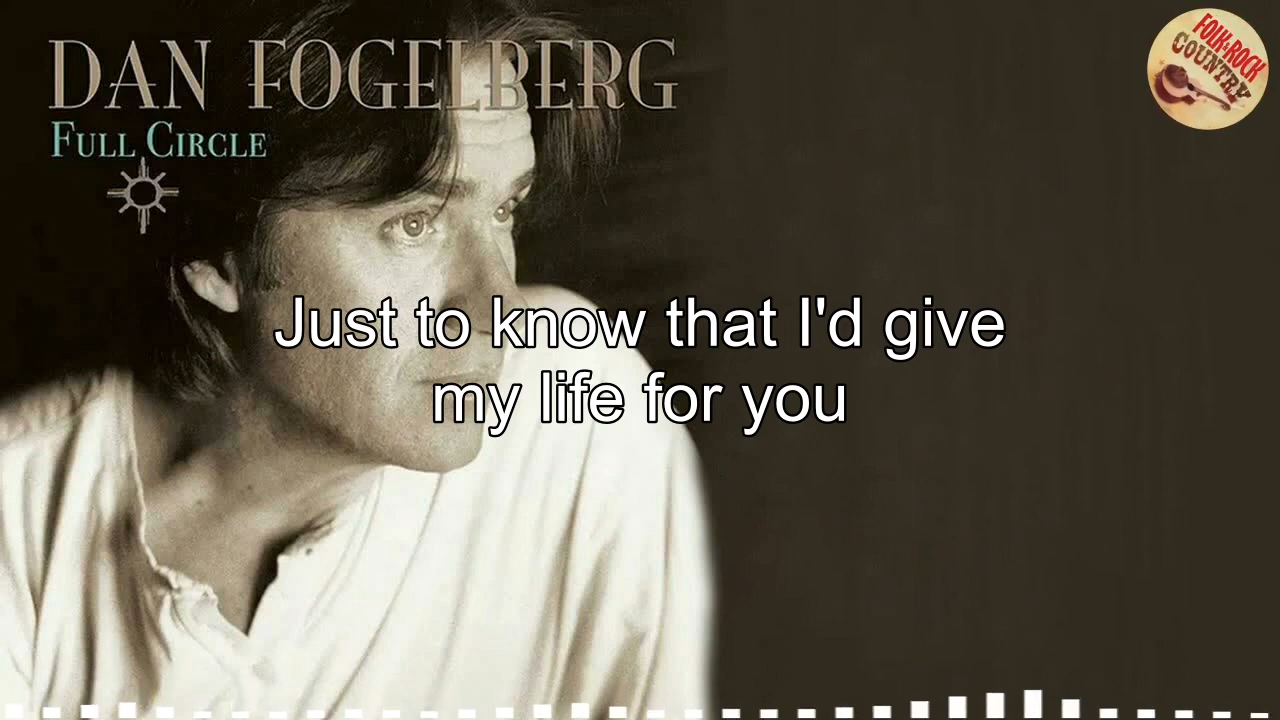 DAN FOGELBERG
FULL CIRCLE
FOLK & ROCK
COUNTRY
Just to know that I'd give
my life for you